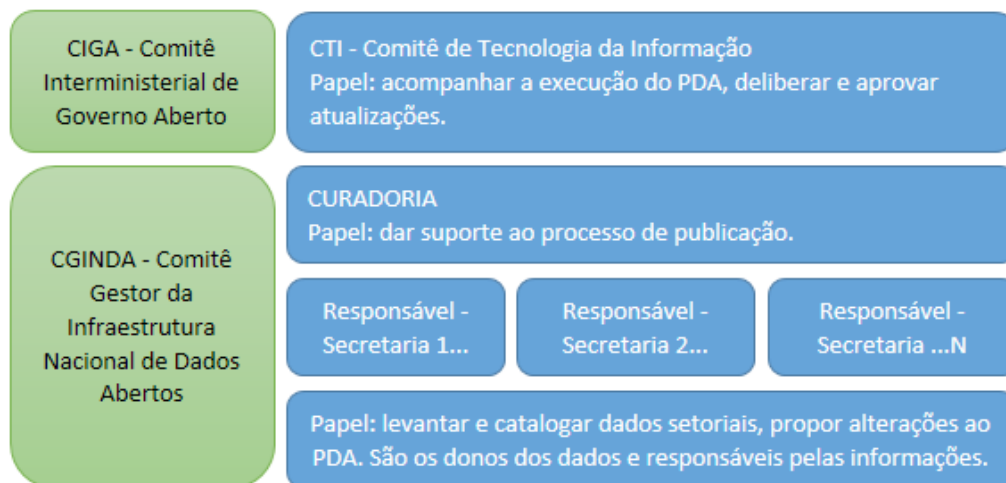 CIGA - Comitê
Interministerial de
Governo Aberto
CTI - Comitê de Tecnologia da Informação
Papel: acompanhar a execução do PDA, deliberar e aprovar
atualizações.
CGINDA - Comitê
Gestor da
Infraestrutura
Nacional de Dados
Abertos
CURADORIA
Papel: dar suporte ao processo de publicação.
Responsável -
Secretaria 1...
Responsável -
Secretaria 2...
Responsável -
Secretaria ...N
Papel: levantar e catalogar dados setoriais, propor alterações ao
PDA. São os donos dos dados e responsáveis pelas informações.